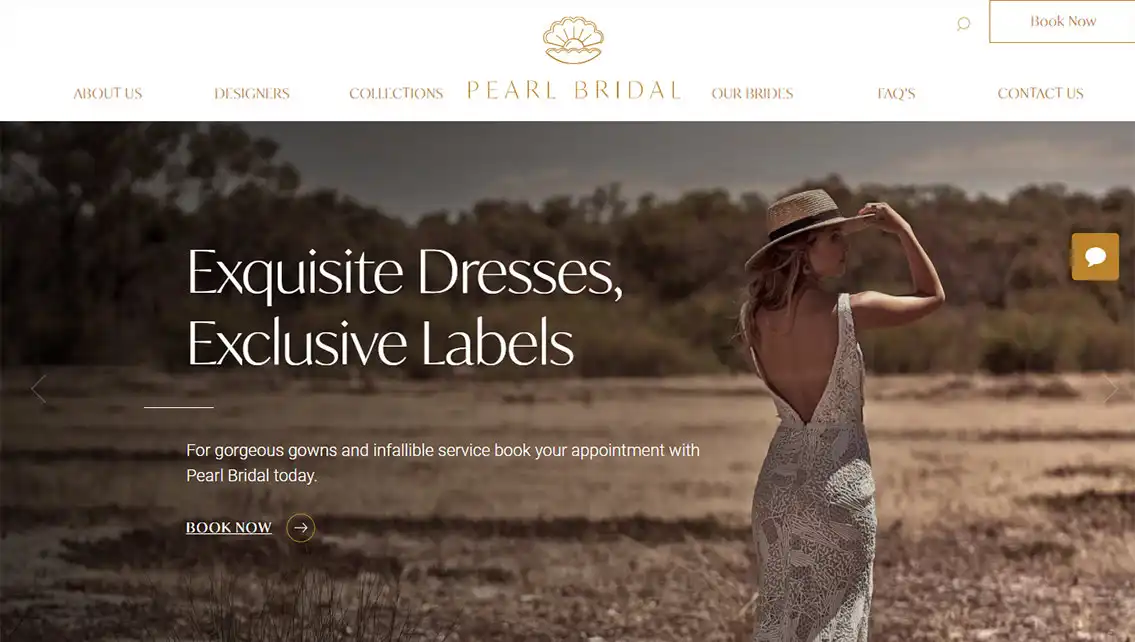 Book Now
ABOUT US
DESIGNERS
COLLECTIONS
PEARL BRIDAL
OUR BRIDES
FAQ'S
CONTACT US
Exquisite Dresses,
Exclusive Labels
For gorgeous gowns and infallible service book your appointment with
Pearl Bridal today.
BOOK NOW